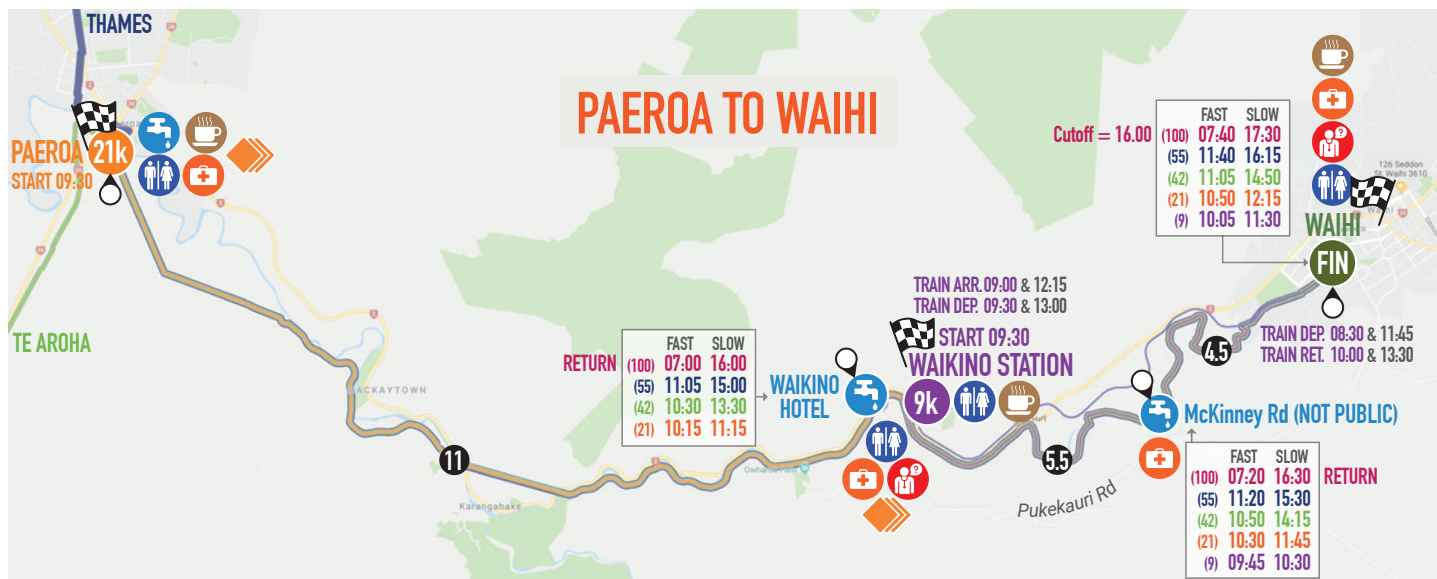 THAMES
PAEROA TO WAIHI
PAEROA
START 09:30
21k
TE AROHA
MACKAYTOWN
11
Karangahake
RETURN
FAST SLOW
(100) 07:00 16:00
(55) 11:05 15:00
(42) 10:30 13:30
(21) 10:15 11:15
WAIKINO
HOTEL
TRAIN ARR. 09:00 & 12:15
TRAIN DEP. 09:30 & 13:00
START 09:30
WAIKINO STATION
9k
5.5
Pukekauri Rd
McKinney Rd (NOT PUBLIC)
FAST SLOW
(100) 07:20 16:30 RETURN
(55) 11:20 15:30
(42) 10:50 14:15
(21) 10:30 11:45
(9) 09:45 10:30
4.5
Cutoff = 16.00
FAST SLOW
(100) 07:40 17:30
(55) 11:40 16:15
(42) 11:05 14:50
(21) 10:50 12:15
(9) 10:05 11:30
126 Seddon
St, Waihi 3610
WAIHI
FIN
TRAIN DEP. 08:30 & 11:45
TRAIN RET. 10:00 & 13:30